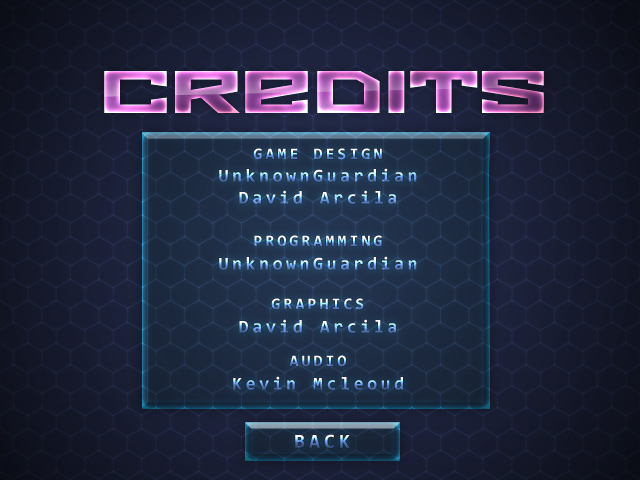 CREDITS
GAME DESIGN
UnknownGuardian
David Arcila
PROGRAMMING
UnknownGuardian
GRAPHICS
David Arcila
AUDIO
Kevin Mcleoud
BACK